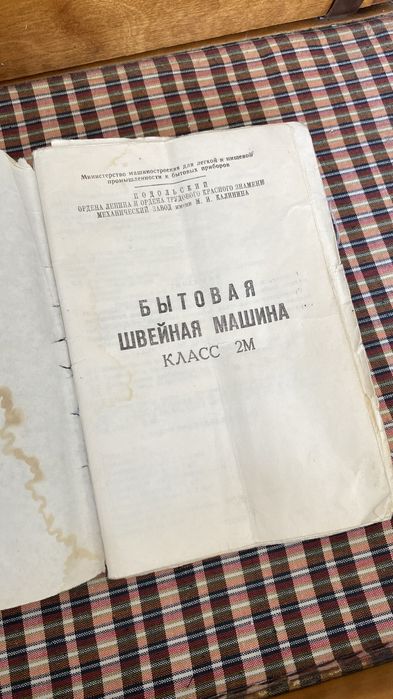 Министерство машиностроения для легкой и пищевой
промышленности и бытовых приборов
ПОДОЛЬСКИЙ
ОРДЕНА ЛЕНИНА И ОРДЕНА ТРУДОВОГО КРАСНОГО ЗНАМЕНИ
МЕХАНИЧЕСКИЙ ЗАВОД имени М. И. КАЛИНИНА
БЫТОВАЯ
ШВЕЙНАЯ МАШИНА
КЛАСС 2М